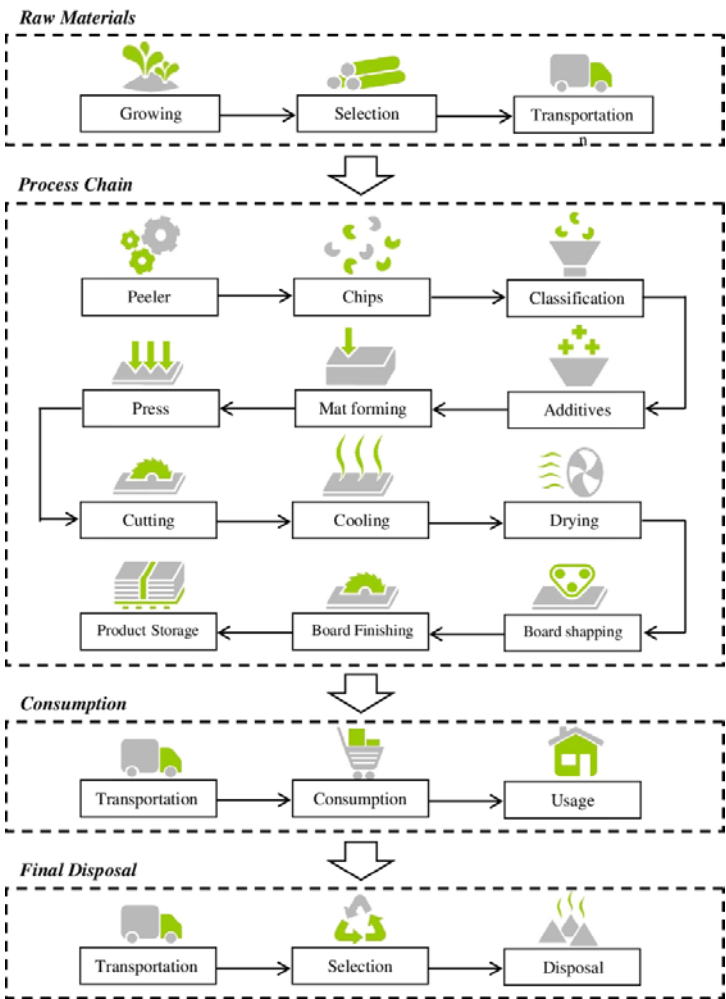 Raw Materials
Growing
Selection
Transportation
n
Process Chain
Peeler
Chips
Classification
Press
Mat forming
Additives
Cutting
Cooling
Drying
Product Storage
Board Finishing
Board shapping
Consumption
Transportation
Consumption
Usage
Final Disposal
Transportation
Selection
Disposal